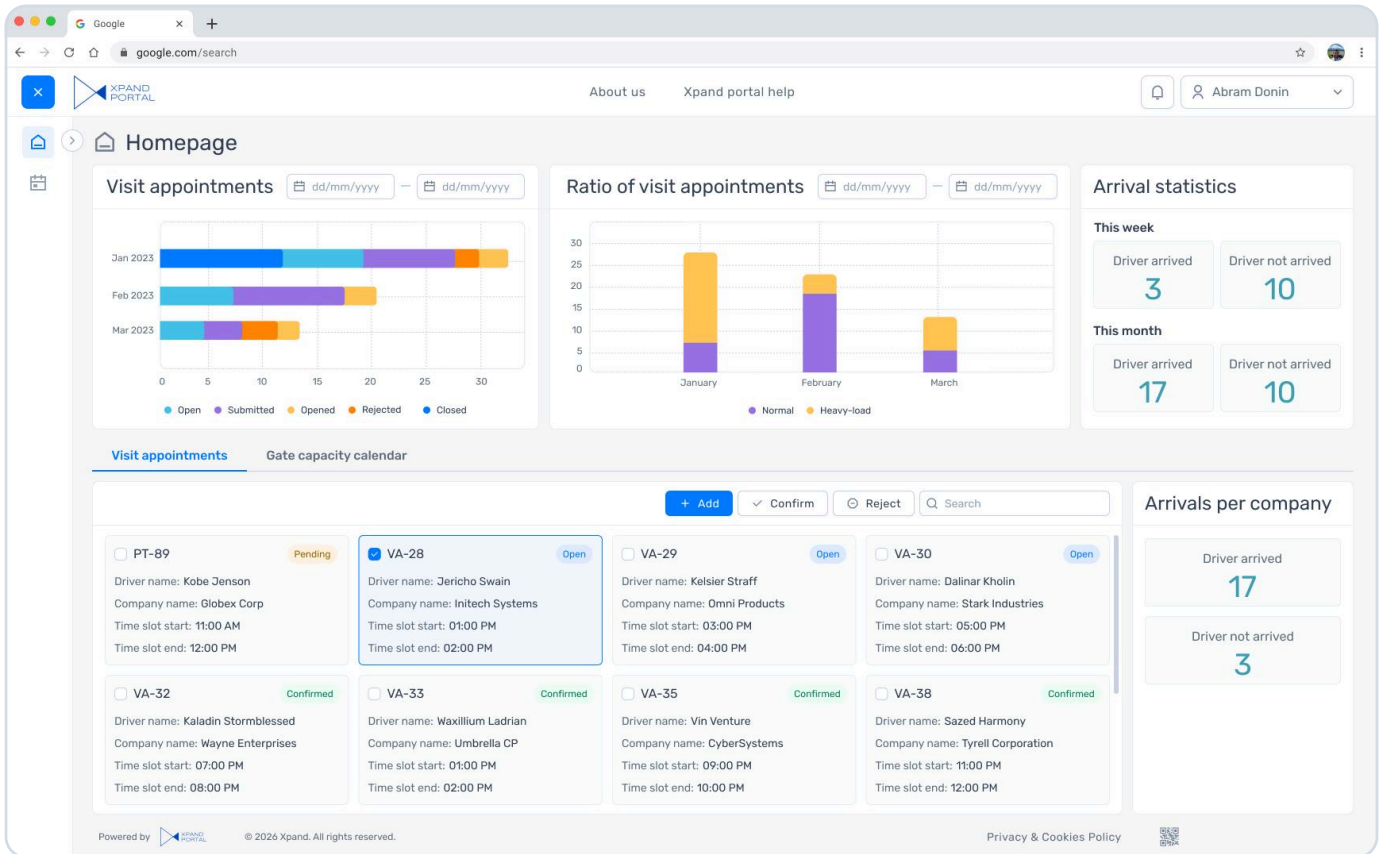 Google
google.com/search
XPAND
PORTAL
About us
Xpand portal help
Abram Donin
Homepage
Visit appointments
dd/mm/yyyy — dd/mm/yyyy
Jan 2023
Feb 2023
Mar 2023
0 5 10 15 20 25 30
Open Submitted Opened Rejected Closed
Ratio of visit appointments
dd/mm/yyyy — dd/mm/yyyy
30
25
20
15
10
5
0
January February March
Normal Heavy-load
Arrival statistics
This week
Driver arrived
3
Driver not arrived
10
This month
Driver arrived
17
Driver not arrived
10
Visit appointments
Gate capacity calendar
+ Add
Confirm
Reject
Search
PT-89 Pending
Driver name: Kobe Jenson
Company name: Globex Corp
Time slot start: 11:00 AM
Time slot end: 12:00 PM
VA-28 Open
Driver name: Jericho Swain
Company name: Initech Systems
Time slot start: 01:00 PM
Time slot end: 02:00 PM
VA-29 Open
Driver name: Kelsier Straff
Company name: Omni Products
Time slot start: 03:00 PM
Time slot end: 04:00 PM
VA-30 Open
Driver name: Dalinar Kholin
Company name: Stark Industries
Time slot start: 05:00 PM
Time slot end: 06:00 PM
VA-32 Confirmed
Driver name: Kaladin Stormblessed
Company name: Wayne Enterprises
Time slot start: 07:00 PM
Time slot end: 08:00 PM
VA-33 Confirmed
Driver name: Waxillium Ladrian
Company name: Umbrella CP
Time slot start: 01:00 PM
Time slot end: 02:00 PM
VA-35 Confirmed
Driver name: Vin Venture
Company name: CyberSystems
Time slot start: 09:00 PM
Time slot end: 10:00 PM
VA-38 Confirmed
Driver name: Sazed Harmony
Company name: Tyrell Corporation
Time slot start: 11:00 PM
Time slot end: 12:00 PM
Arrivals per company
Driver arrived
17
Driver not arrived
3
Powered by
XPAND
PORTAL
© 2026 Xpand. All rights reserved.
Privacy & Cookies Policy